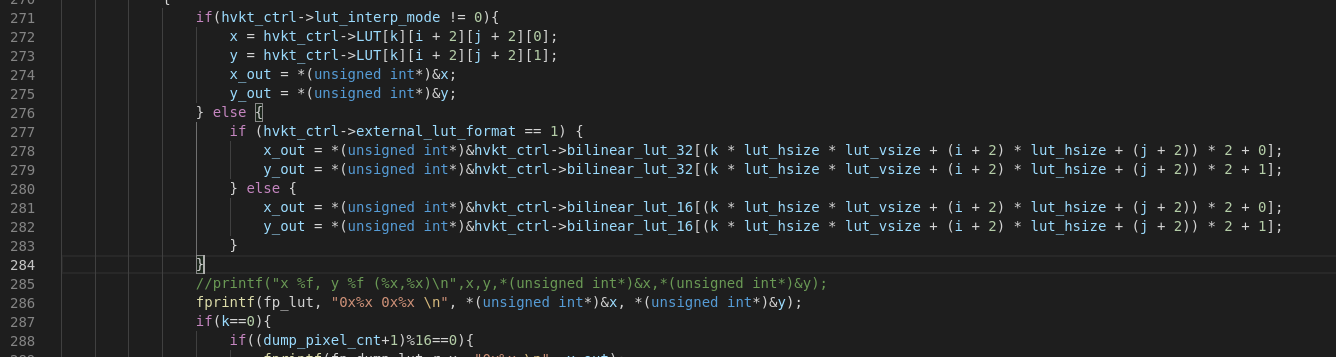 271 if(hvkt_ctrl->lut_interp_mode != 0){
272 x = hvkt_ctrl->LUT[k][i + 2][j + 2][0];
273 y = hvkt_ctrl->LUT[k][i + 2][j + 2][1];
274 x_out = *(unsigned int*)&x;
275 y_out = *(unsigned int*)&y;
276 } else {
277 if (hvkt_ctrl->external_lut_format == 1) {
278 x_out = *(unsigned int*)&hvkt_ctrl->bilinear_lut_32[(k * lut_hsize * lut_vsize + (i + 2) * lut_hsize + (j + 2)) * 2 + 0];
279 y_out = *(unsigned int*)&hvkt_ctrl->bilinear_lut_32[(k * lut_hsize * lut_vsize + (i + 2) * lut_hsize + (j + 2)) * 2 + 1];
280 } else {
281 x_out = *(unsigned int*)&hvkt_ctrl->bilinear_lut_16[(k * lut_hsize * lut_vsize + (i + 2) * lut_hsize + (j + 2)) * 2 + 0];
282 y_out = *(unsigned int*)&hvkt_ctrl->bilinear_lut_16[(k * lut_hsize * lut_vsize + (i + 2) * lut_hsize + (j + 2)) * 2 + 1];
283 }
284 }
285 //printf("x %f, y %f (%x,%x)\n",x,y,*(unsigned int*)&x,*(unsigned int*)&y);
286 fprintf(fp_lut, "0x%x 0x%x \n", *(unsigned int*)&x, *(unsigned int*)&y);
287 if(k==0){
288 if((dump_pixel_cnt+1)%16==0){